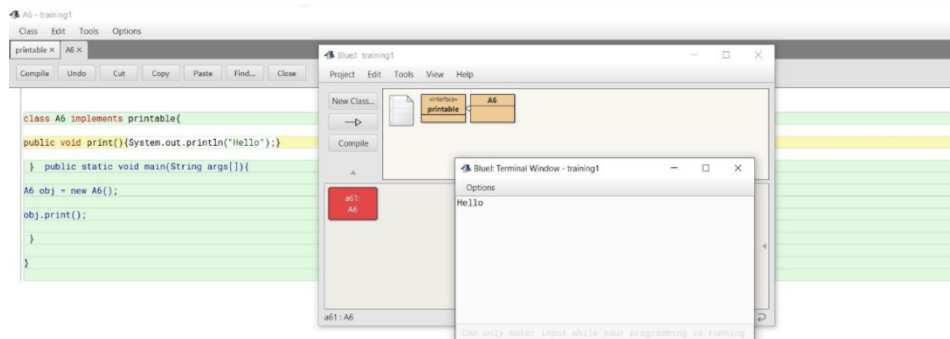 A6 - training1
Class Edit Tools Options
printable × A6 ×
Compile Undo Cut Copy Paste Find... Close
class A6 implements printable{
public void print(){System.out.println("Hello");}
} public static void main(String args[]){
A6 obj = new A6();
obj.print();
}
}
BlueJ: training1
Project Edit Tools View Help
New Class...
Compile
«interface»
printable
A6
a61:
A6
a61 : A6
BlueJ: Terminal Window - training1
Options
Hello
Can only enter input while your programming is running